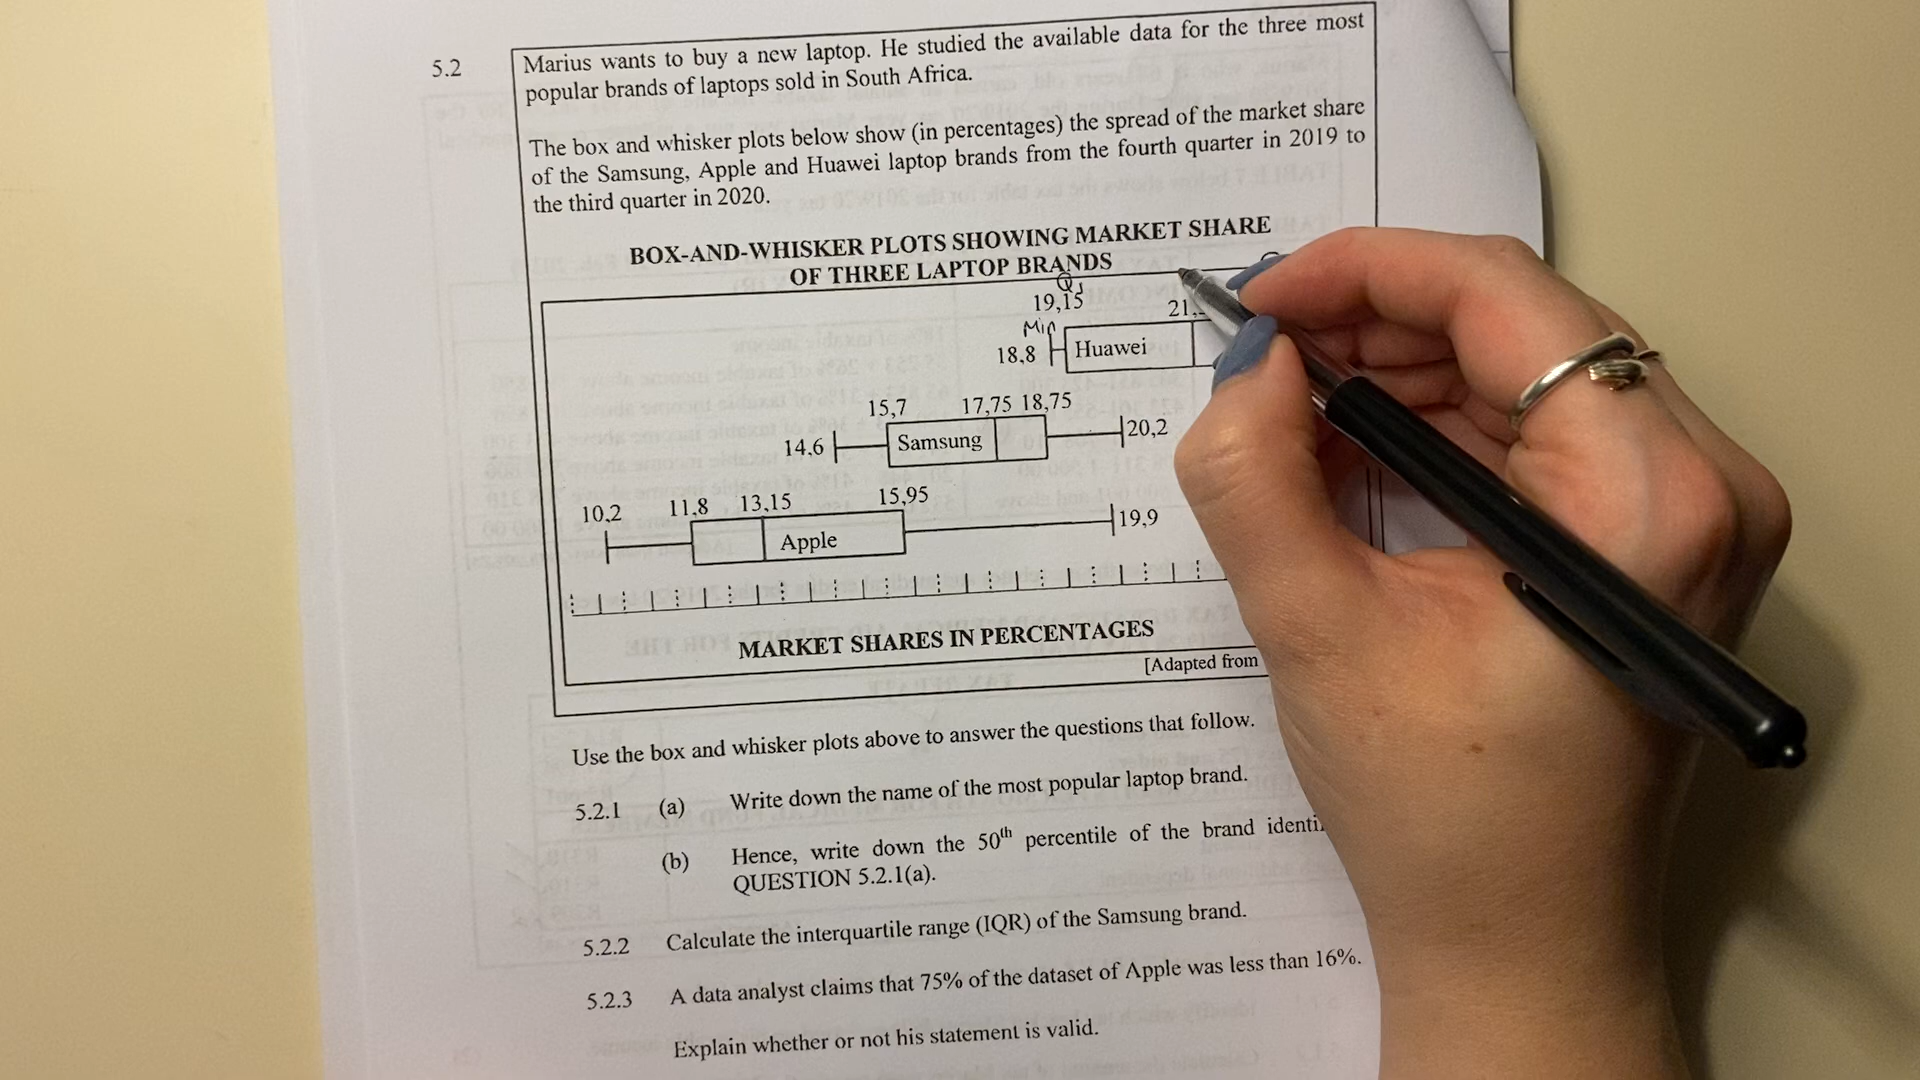 5.2 Marius wants to buy a new laptop. He studied the available data for the three most
popular brands of laptops sold in South Africa.
The box and whisker plots below show (in percentages) the spread of the market share
of the Samsung, Apple and Huawei laptop brands from the fourth quarter in 2019 to
the third quarter in 2020.
BOX-AND-WHISKER PLOTS SHOWING MARKET SHARE
OF THREE LAPTOP BRANDS
Q1
19,15 21,
Min
18,8 Huawei
15,7 17,75 18,75
14,6 Samsung 20,2
10,2 11,8 13,15 15,95
Apple 19,9
MARKET SHARES IN PERCENTAGES
[Adapted from
Use the box and whisker plots above to answer the questions that follow.
5.2.1 (a) Write down the name of the most popular laptop brand.
(b) Hence, write down the 50th percentile of the brand
QUESTION 5.2.1(a).
5.2.2 Calculate the interquartile range (IQR) of the Samsung brand.
5.2.3 A data analyst claims that 75% of the dataset of Apple was less than 16%.
Explain whether or not his statement is valid.